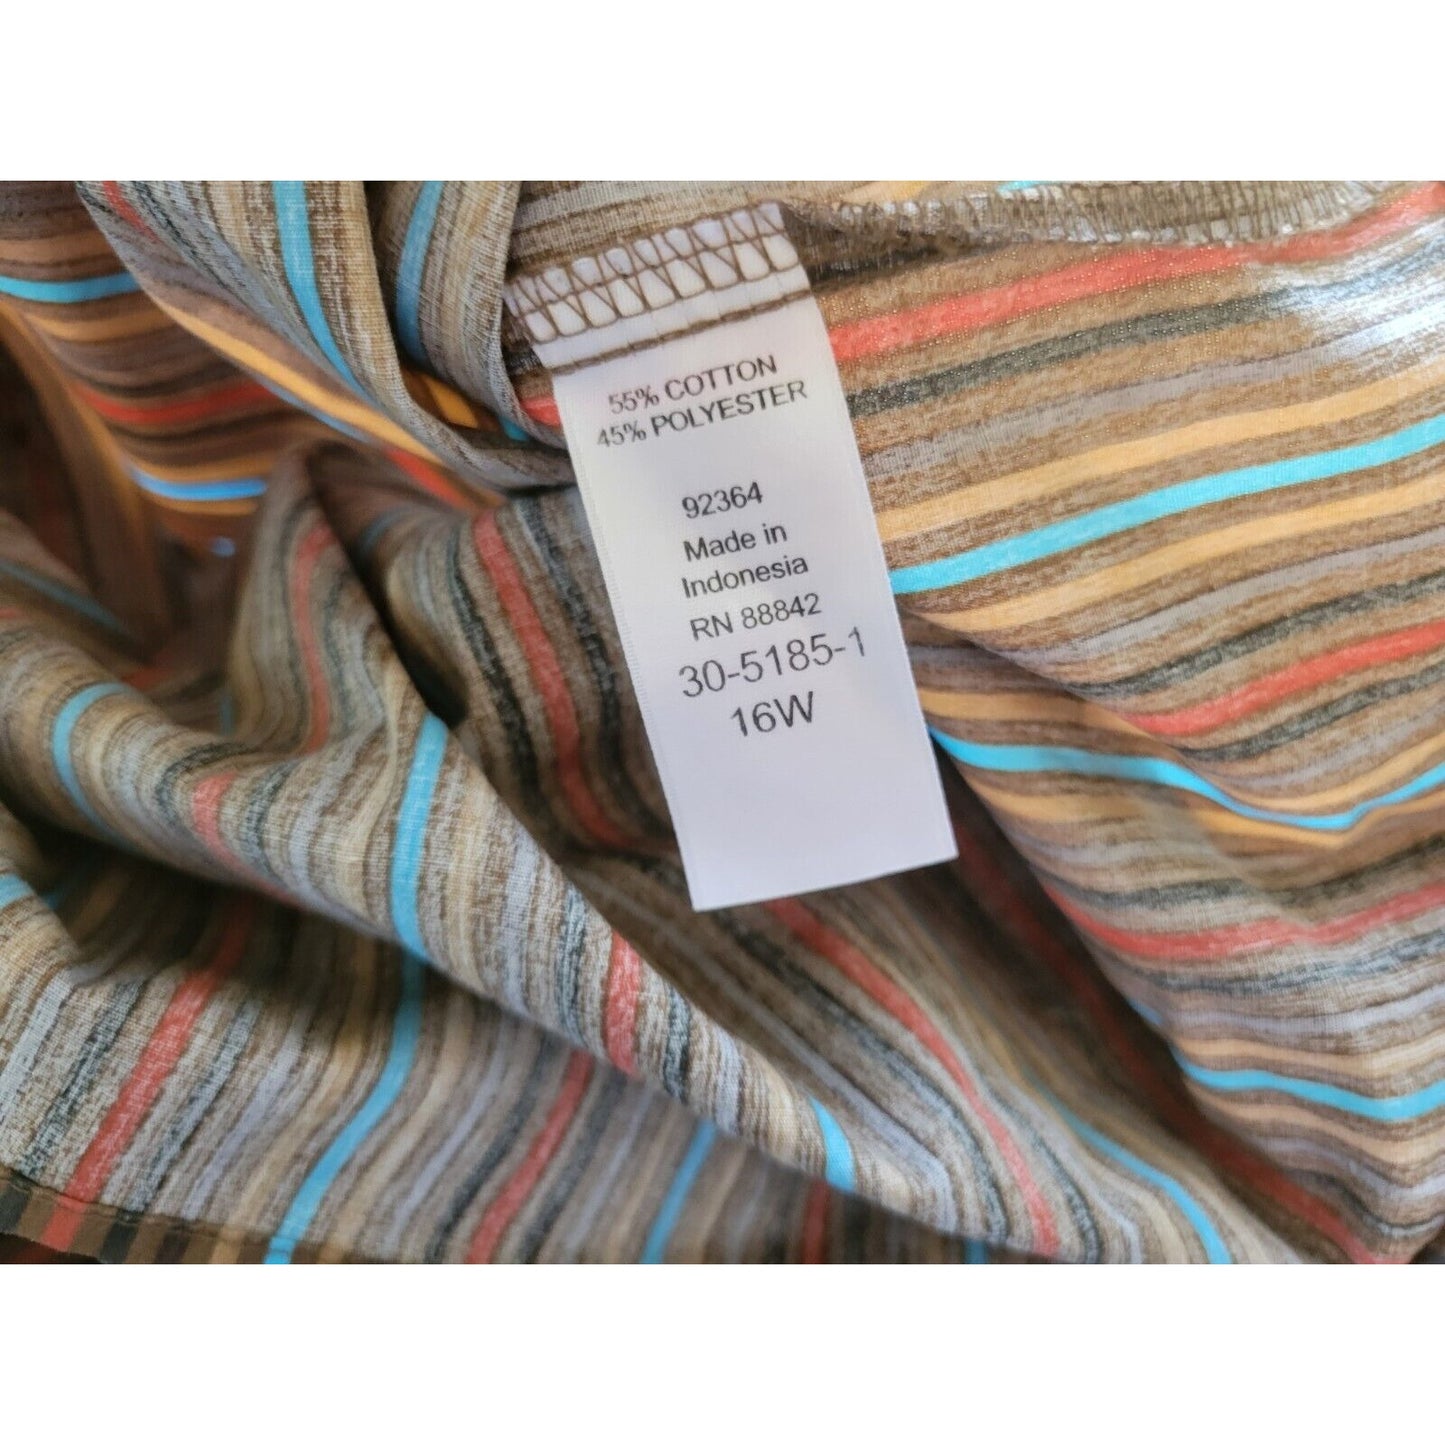 55% COTTON
45% POLYESTER
92364
Made in
Indonesia
RN 88842
30-5185-1
16W